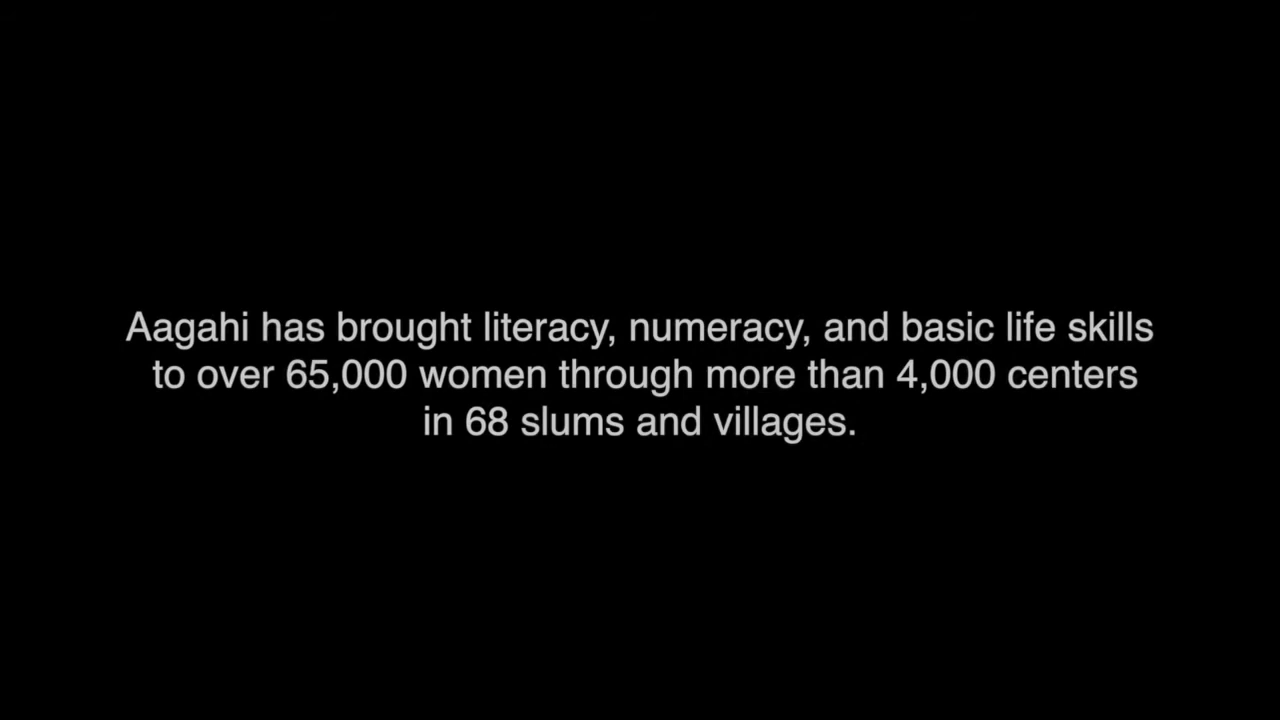 Aagahi has brought literacy, numeracy, and basic life skills
to over 65,000 women through more than 4,000 centers
in 68 slums and villages.